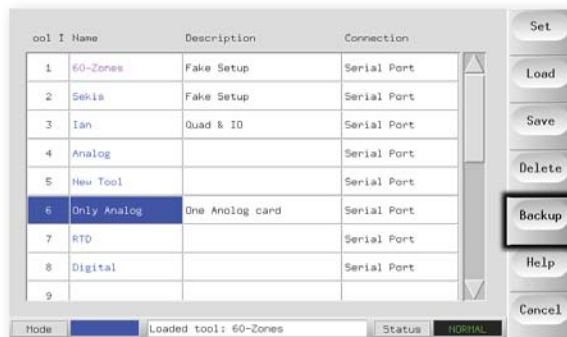 ool I Name Description Connection
1 60-Zones Fake Setup Serial Port
2 Sekis Fake Setup Serial Port
3 Ian Quad & IO Serial Port
4 Analog Serial Port
5 New Tool Serial Port
6 Only Analog One Anolog card Serial Port
7 RTD Serial Port
8 Digital Serial Port
9
Mode Loaded tool: 60-Zones Status NORMAL
Set
Load
Save
Delete
Backup
Help
Cancel